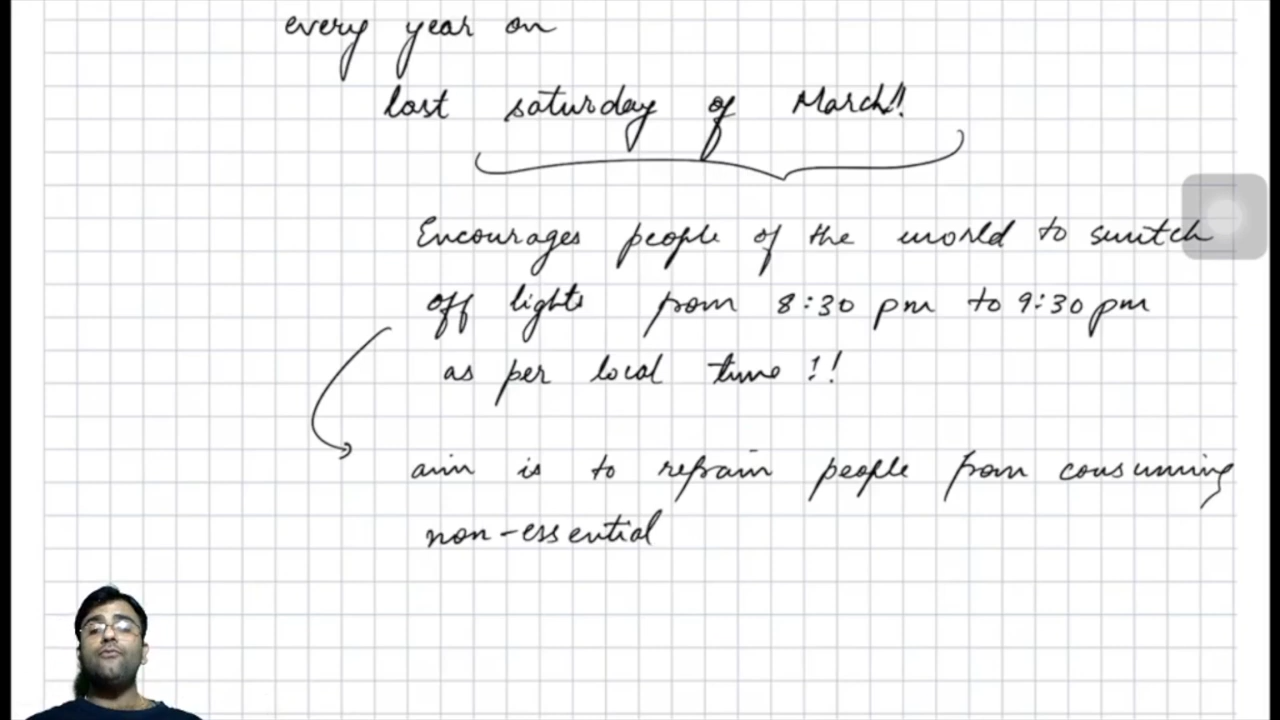 every year on
last saturday of March!!
Encourages people of the world to switch
off lights from 8:30 pm to 9:30 pm
as per local time !!
aim is to refrain people from consuming
non-essential